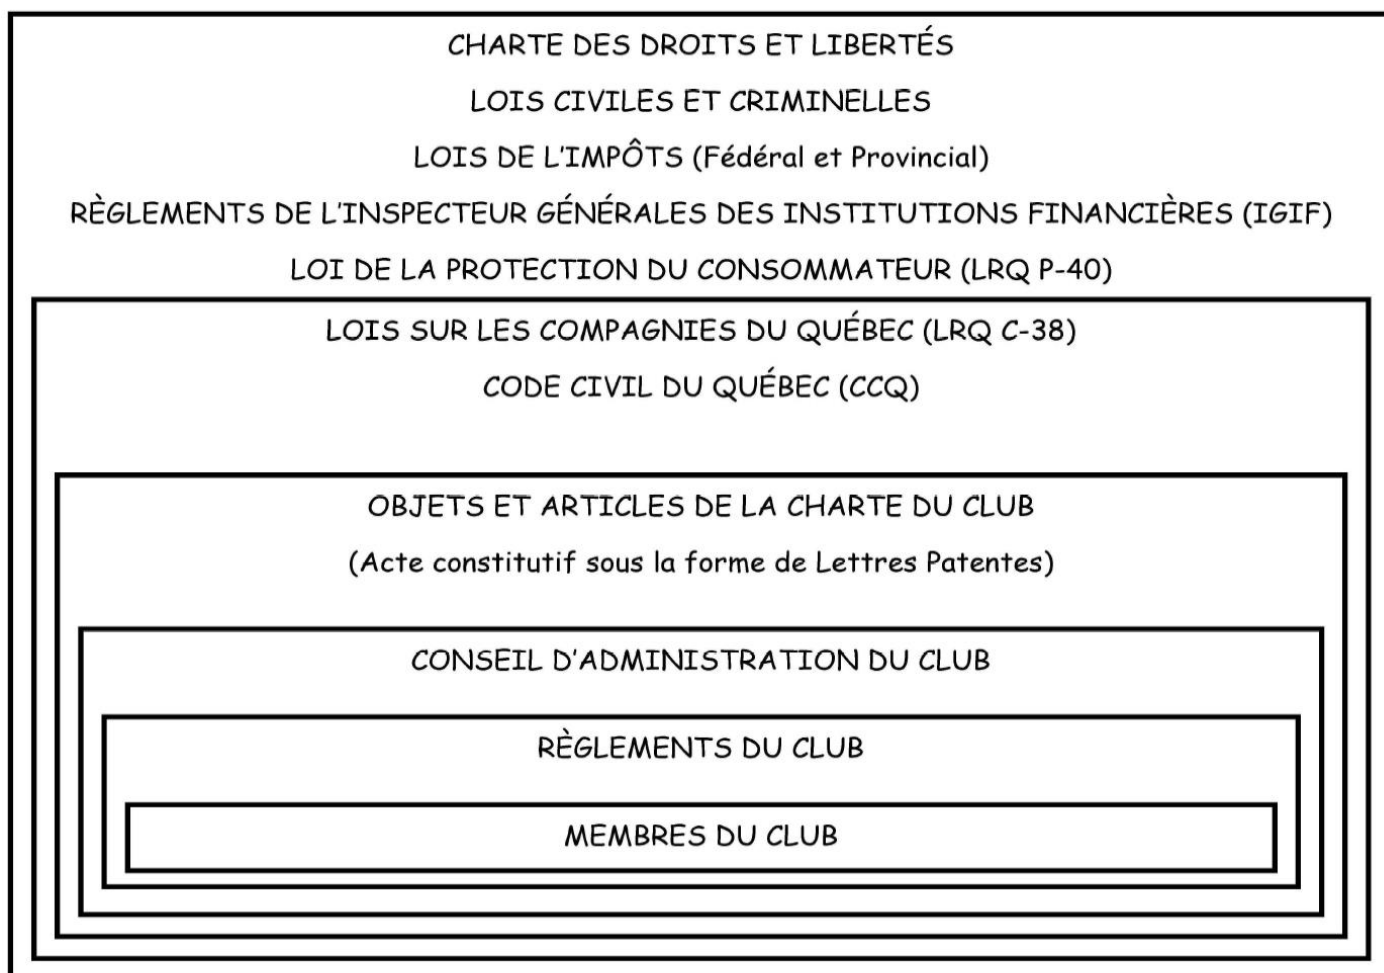 CHARTE DES DROITS ET LIBERTÉS
LOIS CIVILES ET CRIMINELLES
LOIS DE L'IMPÔTS (Fédéral et Provincial)
RÈGLEMENTS DE L'INSPECTEUR GÉNÉRALES DES INSTITUTIONS FINANCIÈRES (IGIF)
LOI DE LA PROTECTION DU CONSOMMATEUR (LRQ P-40)
LOIS SUR LES COMPAGNIES DU QUÉBEC (LRQ C-38)
CODE CIVIL DU QUÉBEC (CCQ)
OBJETS ET ARTICLES DE LA CHARTE DU CLUB
(Acte constitutif sous la forme de Lettres Patentes)
CONSEIL D'ADMINISTRATION DU CLUB
RÈGLEMENTS DU CLUB
MEMBRES DU CLUB